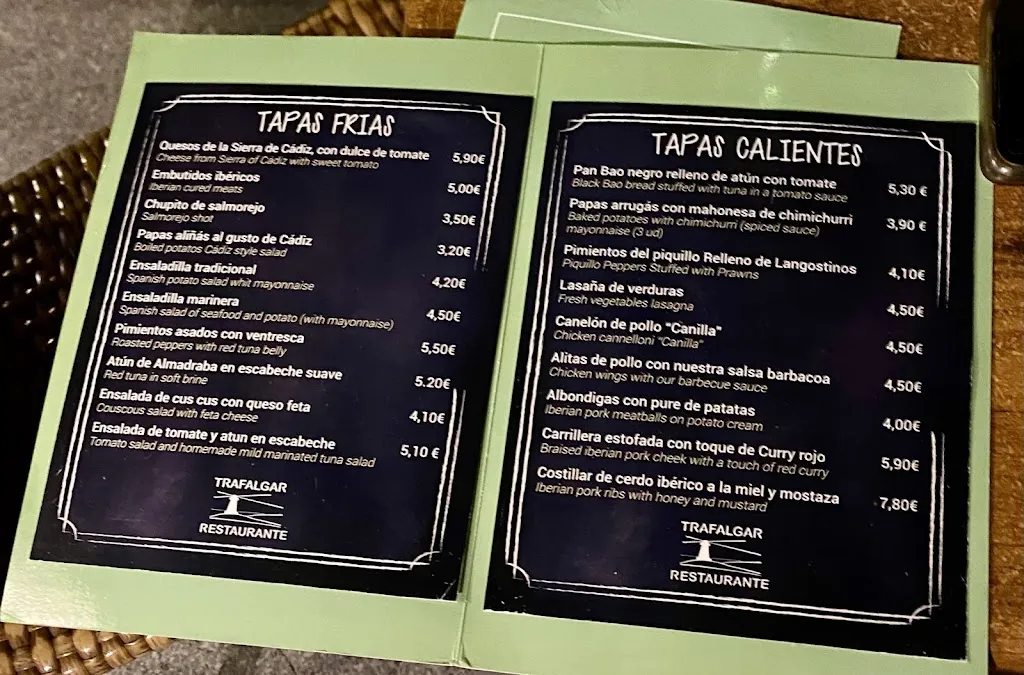 TAPAS FRIAS
Quesos de la Sierra de Cádiz, con dulce de tomate 5,90€
Cheese from Sierra of Cádiz with sweet tomato
Embutidos ibéricos 5,00€
Iberian cured meats
Chupito de salmorejo 3,50€
Salmorejo shot
Papas aliñás al gusto de Cádiz 3,20€
Boiled potatos Cádiz style salad
Ensaladilla tradicional 4,20€
Spanish potato salad whit mayonnaise
Ensaladilla marinera 4,50€
Spanish salad of seafood and potato (with mayonnaise)
Pimientos asados con ventresca 5,50€
Roasted peppers with red tuna belly
Atún de Almadraba en escabeche suave 5.20€
Red tuna in soft brine
Ensalada de cus cus con queso feta 4,10€
Couscous salad with feta cheese
Ensalada de tomate y atun en escabeche 5,10 €
Tomato salad and homemade mild marinated tuna salad
TRAFALGAR
RESTAURANTE
TAPAS CALIENTES
Pan Bao negro relleno de atún con tomate 5,30 €
Black Bao bread stuffed with tuna in a tomato sauce
Papas arrugás con mahonesa de chimichurri 3,90 €
Baked potatoes with chimichurri (spiced sauce)
mayonnaise (3 ud)
Pimientos del piquillo Relleno de Langostinos 4,10€
Piquillo Peppers Stuffed with Prawns
Lasaña de verduras 4,50€
Fresh vegetables lasagna
Canelón de pollo "Canilla" 4,50€
Chicken cannelloni "Canilla"
Alitas de pollo con nuestra salsa barbacoa 4,50€
Chicken wings with our barbecue sauce
Albondigas con pure de patatas 4,00€
Iberian pork meatballs on potato cream
Carrillera estofada con toque de Curry rojo 5,90€
Braised iberian pork cheek with a touch of red curry
Costillar de cerdo ibérico a la miel y mostaza 7,80€
Iberian pork ribs with honey and mustard
TRAFALGAR
RESTAURANTE